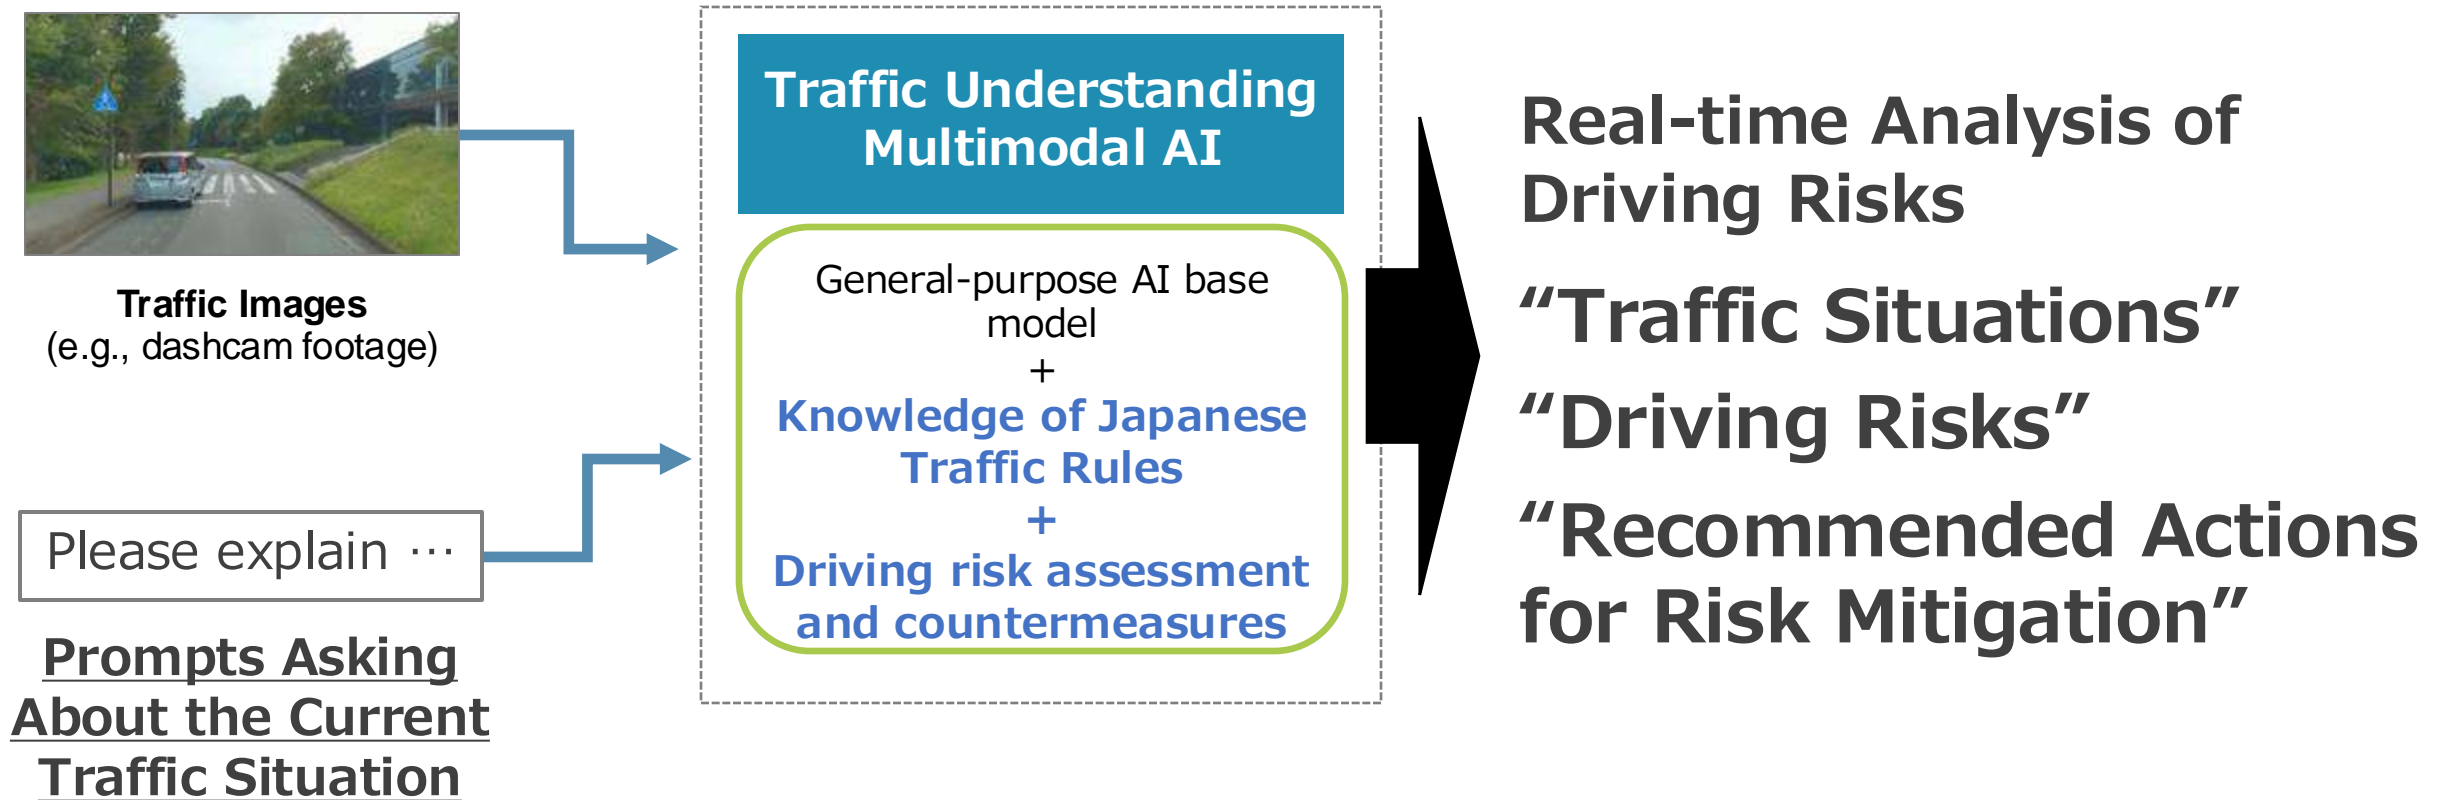 Traffic Images
(e.g., dashcam footage)
Please explain …
Prompts Asking
About the Current
Traffic Situation
Traffic Understanding
Multimodal AI
General-purpose AI base
model
+
Knowledge of Japanese
Traffic Rules
+
Driving risk assessment
and countermeasures
Real-time Analysis of
Driving Risks
“Traffic Situations”
“Driving Risks”
“Recommended Actions
for Risk Mitigation”